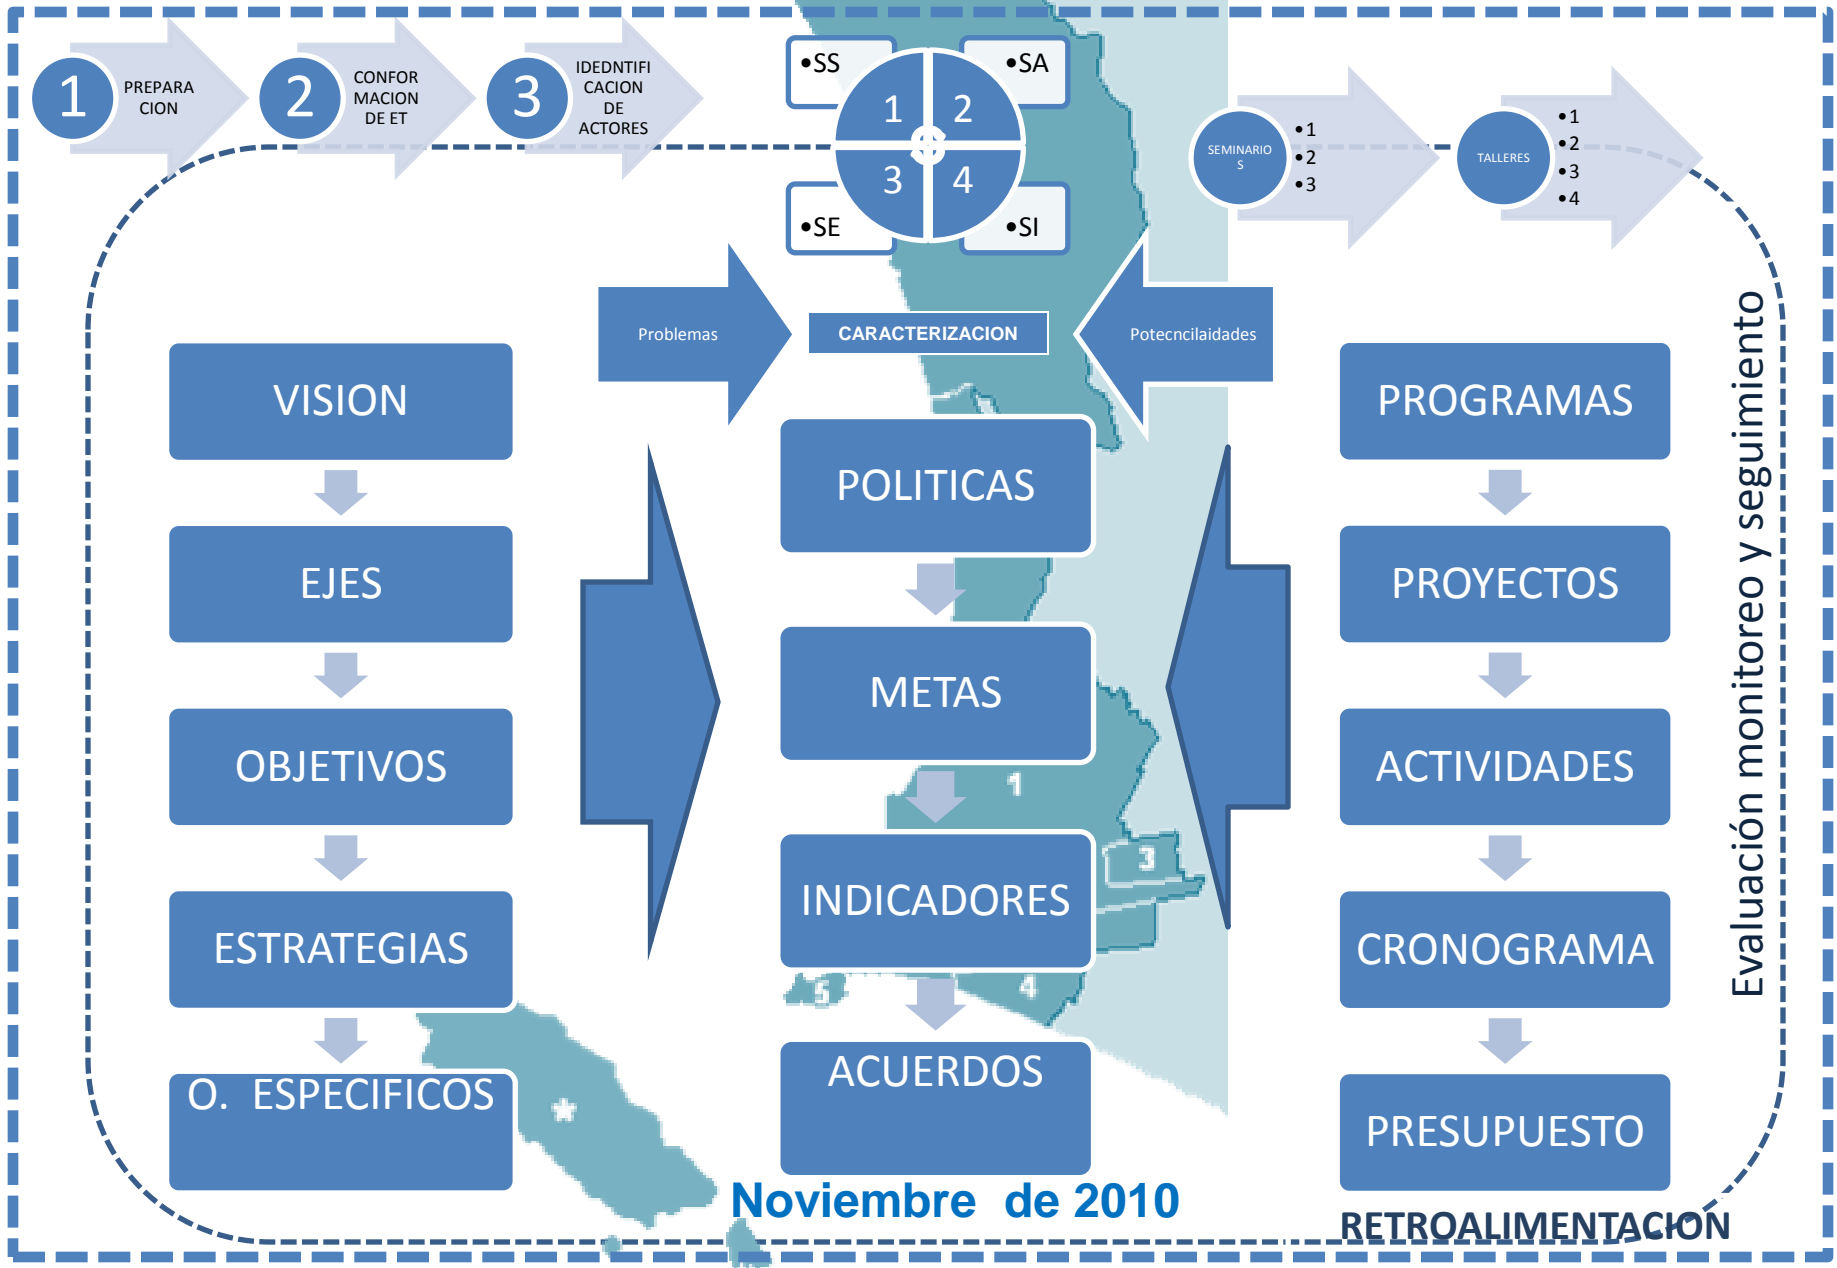 1
PREPARA
CION
2
CONFOR
MACION
DE ET
3
IDEDNTIFI
CACION
DE
ACTORES
•SS
•SA
1
2
3
4
•SE
•SI
SEMINARIO
S
•1
•2
•3
TALLERES
•1
•2
•3
•4
Problemas
CARACTERIZACION
Potecncilaidades
VISION
EJES
OBJETIVOS
ESTRATEGIAS
O.  ESPECIFICOS
POLITICAS
METAS
1
3
INDICADORES
5
4
ACUERDOS
PROGRAMAS
PROYECTOS
ACTIVIDADES
CRONOGRAMA
PRESUPUESTO
Evaluación monitoreo y seguimiento
Noviembre  de 2010
RETROALIMENTACION